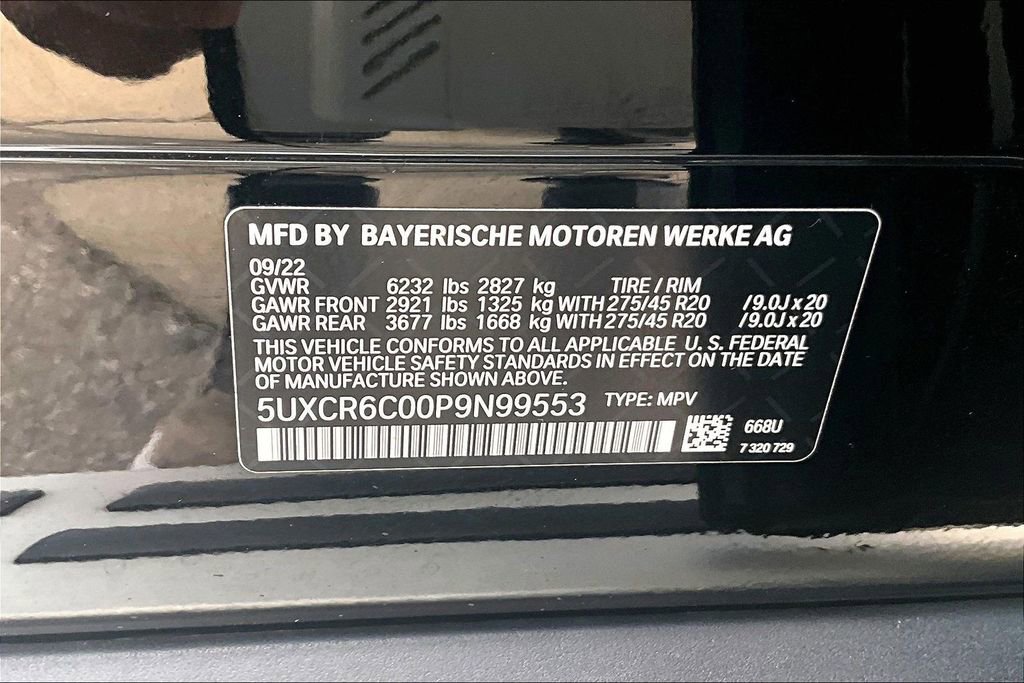 MFD BY BAYERISCHE MOTOREN WERKE AG
09/22
GVWR 6232 lbs 2827 kg TIRE / RIM
GAWR FRONT 2921 lbs 1325 kg WITH 275/45 R20 /9.0J x 20
GAWR REAR 3677 lbs 1668 kg WITH 275/45 R20 /9.0J x 20
THIS VEHICLE CONFORMS TO ALL APPLICABLE U. S. FEDERAL
MOTOR VEHICLE SAFETY STANDARDS IN EFFECT ON THE DATE
OF MANUFACTURE SHOWN ABOVE.
5UXCR6C00P9N99553 TYPE: MPV
668U
7 320 729